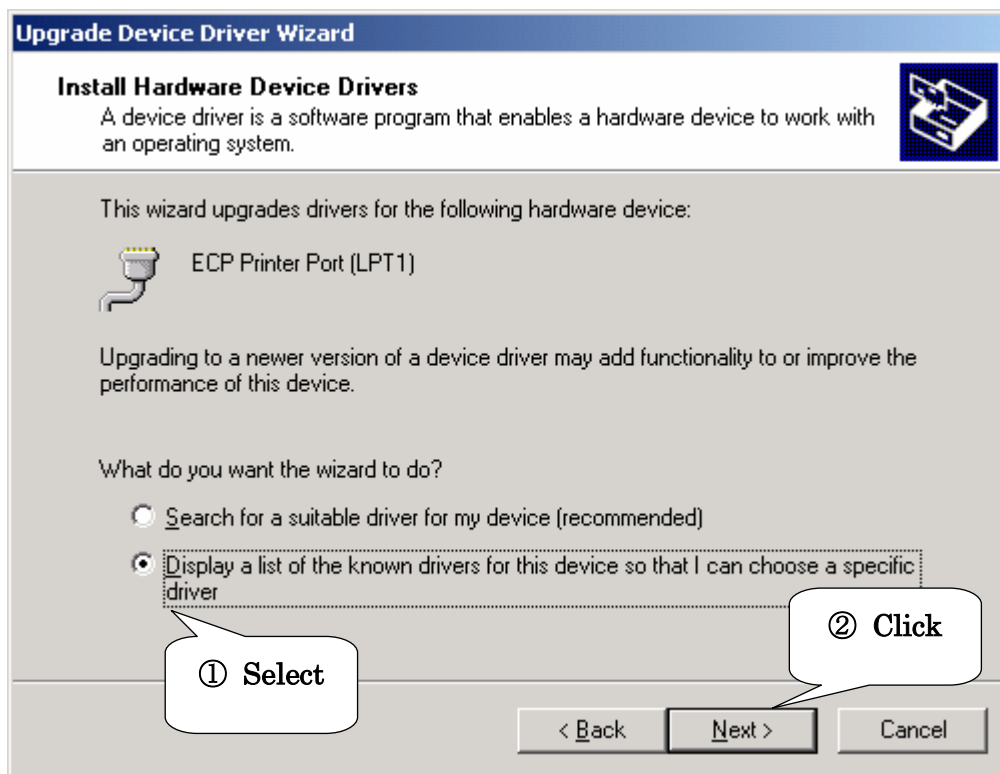 Upgrade Device Driver Wizard
Install Hardware Device Drivers
A device driver is a software program that enables a hardware device to work with
an operating system.
This wizard upgrades drivers for the following hardware device:
ECP Printer Port (LPT1)
Upgrading to a newer version of a device driver may add functionality to or improve the
performance of this device.
What do you want the wizard to do?
Search for a suitable driver for my device (recommended)
Display a list of the known drivers for this device so that I can choose a specific
driver
② Click
① Select
< Back
Next >
Cancel